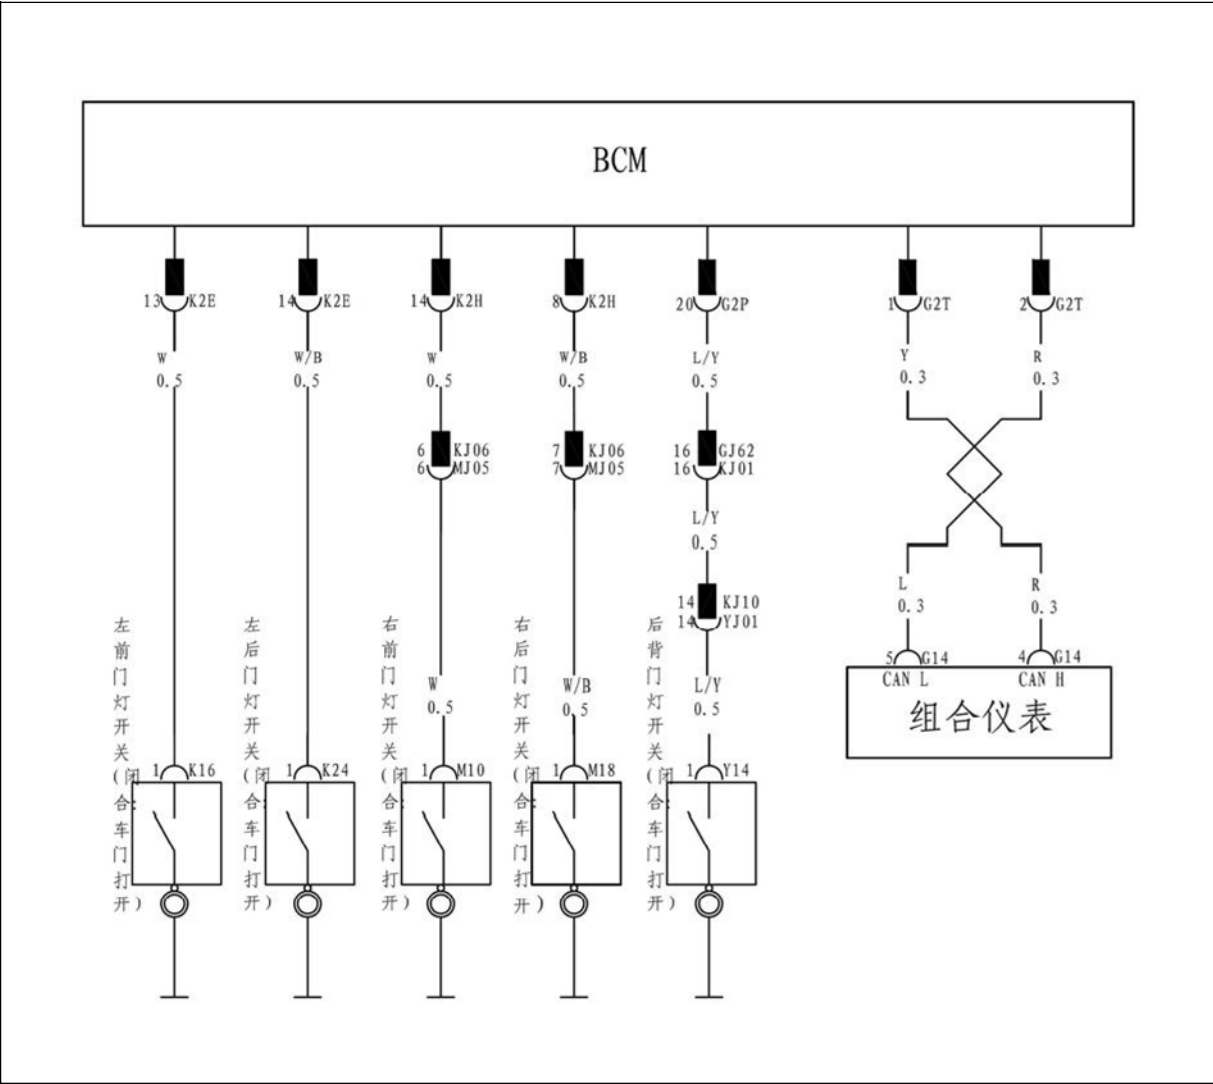 BCM
13 K2E
14 K2E
14 K2H
8 K2H
20 G2P
1 G2T
2 G2T
W
0.5
W/B
0.5
W
0.5
W/B
0.5
L/Y
0.5
Y
0.3
R
0.3
6 KJ06
6 MJ05
7 KJ06
7 MJ05
16 GJ62
16 KJ01
L/Y
0.5
14 KJ10
14 YJ01
L
0.3
R
0.3
W
0.5
W/B
0.5
L/Y
0.5
5 G14
4 G14
CAN L
CAN H
组合仪表
左前门灯开关(闭合:车门打开)
1 K16
左后门灯开关(闭合:车门打开)
1 K24
右前门灯开关(闭合:车门打开)
1 M10
右后门灯开关(闭合:车门打开)
1 M18
后背门灯开关(闭合:车门打开)
1 Y14